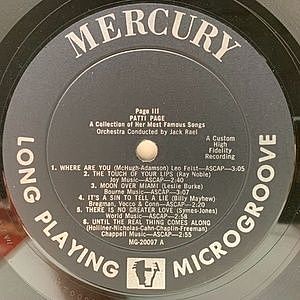 MERCURY
Page III
PATTI PAGE
A Collection of Her Most Famous Songs
Orchestra Conducted by Jack Rael
A Custom
High
Fidelity
Recording
1. WHERE ARE YOU (McHugh-Adamson) Leo Feist—ASCAP—3:05
2. THE TOUCH OF YOUR LIPS (Ray Noble)
Joy Music—ASCAP—2:40
3. MOON OVER MIAMI (Leslie Burke)
Bourne Music—ASCAP—3:05
4. IT'S A SIN TO TELL A LIE (Billy Mayhew)
Bregman, Vocco & Conn—ASCAP—2:20
5. THERE IS NO GREATER LOVE (Symes-Jones)
World Music—ASCAP—2:58
6. UNTIL THE REAL THING COMES ALONG
(Holliner-Nicholas-Cahn-Chaplin-Freeman)
Chappell Music—ASCAP—2:55
MG-20097 A
LONG PLAYING MICROGROOVE